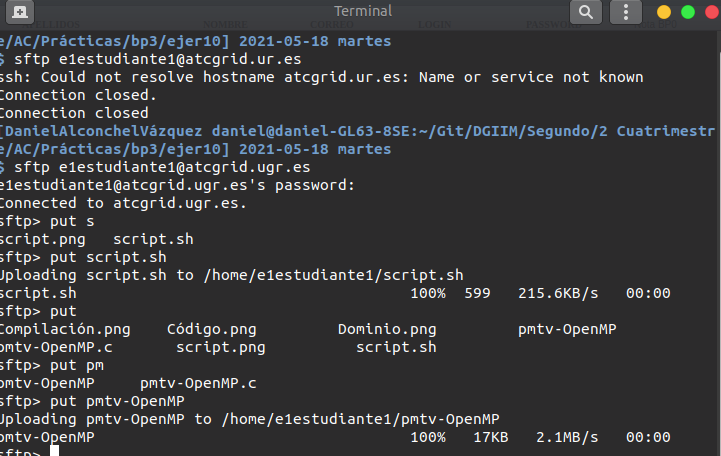 Terminal
e/AC/Prácticas/bp3/ejer10] 2021-05-18 martes
$ sftp e1estudiante1@atcgrid.ur.es
ssh: Could not resolve hostname atcgrid.ur.es: Name or service not known
Connection closed.
Connection closed
[DanielAlconchelVázquez daniel@daniel-GL63-8SE:~/Git/DGIIM/Segundo/2 Cuatrimestr
e/AC/Prácticas/bp3/ejer10] 2021-05-18 martes
$ sftp e1estudiante1@atcgrid.ugr.es
e1estudiante1@atcgrid.ugr.es's password:
Connected to atcgrid.ugr.es.
sftp> put s
script.png script.sh
sftp> put script.sh
Uploading script.sh to /home/e1estudiante1/script.sh
script.sh 100% 599 215.6KB/s 00:00
sftp> put
Compilación.png Código.png Dominio.png pmtv-OpenMP
pmtv-OpenMP.c script.png script.sh
sftp> put pm
pmtv-OpenMP pmtv-OpenMP.c
sftp> put pmtv-OpenMP
Uploading pmtv-OpenMP to /home/e1estudiante1/pmtv-OpenMP
pmtv-OpenMP 100% 17KB 2.1MB/s 00:00
sftp>